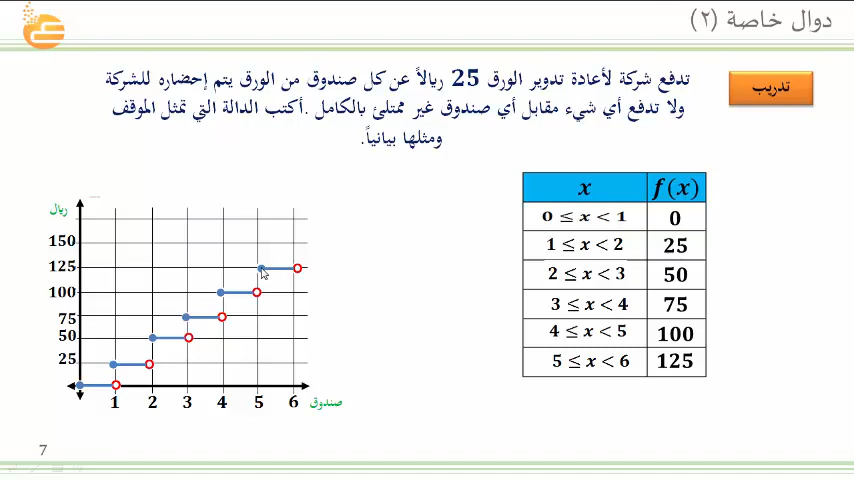 دوال خاصة (٢)
تدريب
تدفع شركة لأعادة تدوير الورق 25 ريالاً عن كل صندوق من الورق يتم إحضاره للشركة
ولا تدفع أي شيء مقابل أي صندوق غير ممتلئ بالكامل .أكتب الدالة التي تمثل الموقف
ومثلها بيانياً.
x f(x)
0 ≤ x < 1 0
1 ≤ x < 2 25
2 ≤ x < 3 50
3 ≤ x < 4 75
4 ≤ x < 5 100
5 ≤ x < 6 125
ريال
150
125
100
75
50
25
1 2 3 4 5 6 صندوق
7